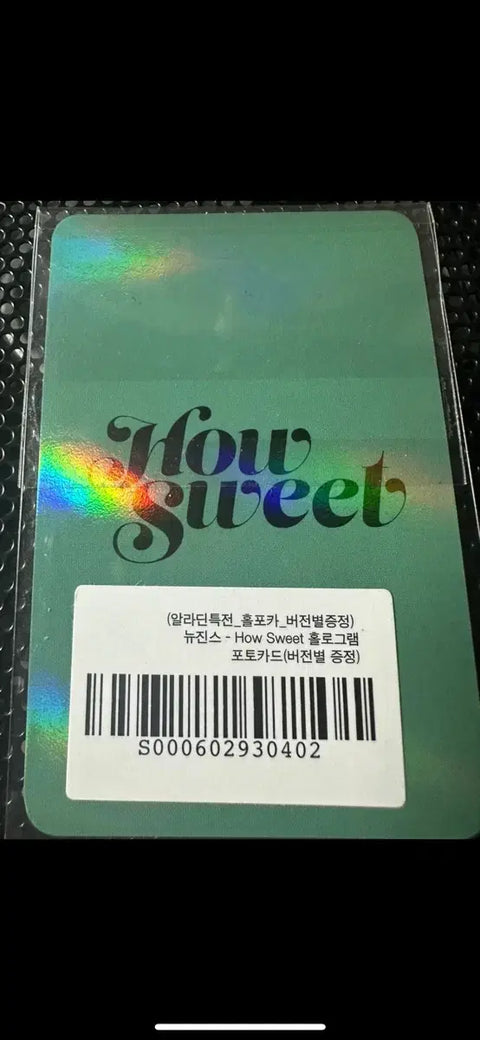 How
Sweet
(알라딘특전_홀포카_버전별증정)
뉴진스 - How Sweet 홀로그램
포토카드(버전별 증정)
S000602930402